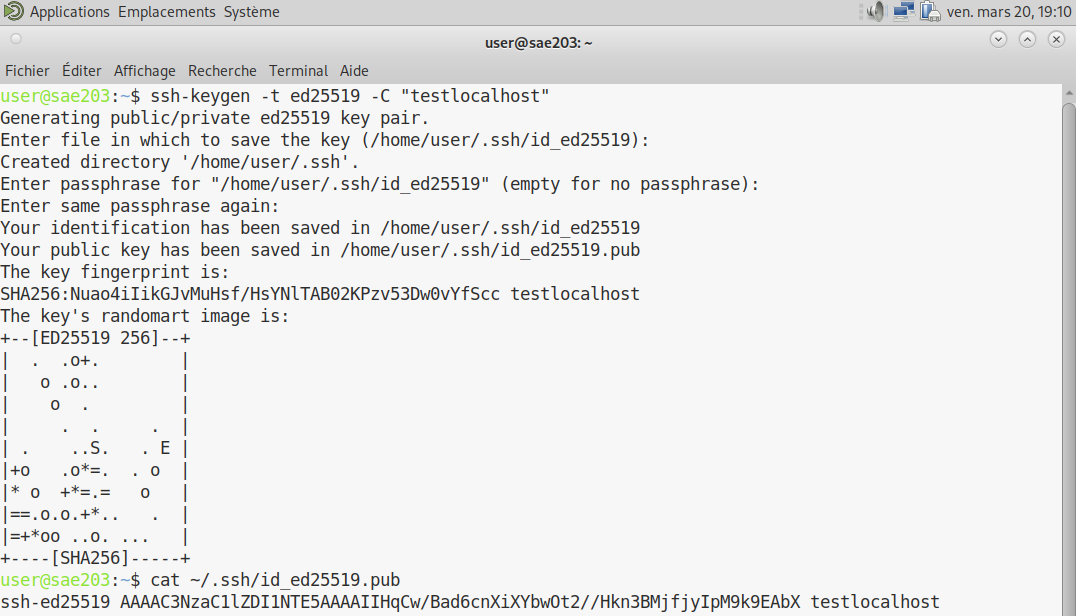 Applications Emplacements Système ven. mars 20, 19:10
user@sae203: ~
Fichier Éditer Affichage Recherche Terminal Aide
user@sae203:~$ ssh-keygen -t ed25519 -C "testlocalhost"
Generating public/private ed25519 key pair.
Enter file in which to save the key (/home/user/.ssh/id_ed25519):
Created directory '/home/user/.ssh'.
Enter passphrase for "/home/user/.ssh/id_ed25519" (empty for no passphrase):
Enter same passphrase again:
Your identification has been saved in /home/user/.ssh/id_ed25519
Your public key has been saved in /home/user/.ssh/id_ed25519.pub
The key fingerprint is:
SHA256:Nuao4iIikGJvMuHsf/HsYNlTAB02KPzv53Dw0vYfScc testlocalhost
The key's randomart image is:
+--[ED25519 256]--+
|  .  .o+.        |
|   o .o..        |
|    o  .         |
|     .  .     .  |
| .    ..S.   . E |
|+o   .o*=.  . o  |
|* o  +*=.=   o   |
|==.o.o.+*..   .  |
|=+*oo ..o. ...   |
+----[SHA256]-----+
user@sae203:~$ cat ~/.ssh/id_ed25519.pub
ssh-ed25519 AAAAC3NzaC1lZDI1NTE5AAAAIIHqCw/Bad6cnXiXYbwOt2//Hkn3BMjfjyIpM9k9EAbX testlocalhost